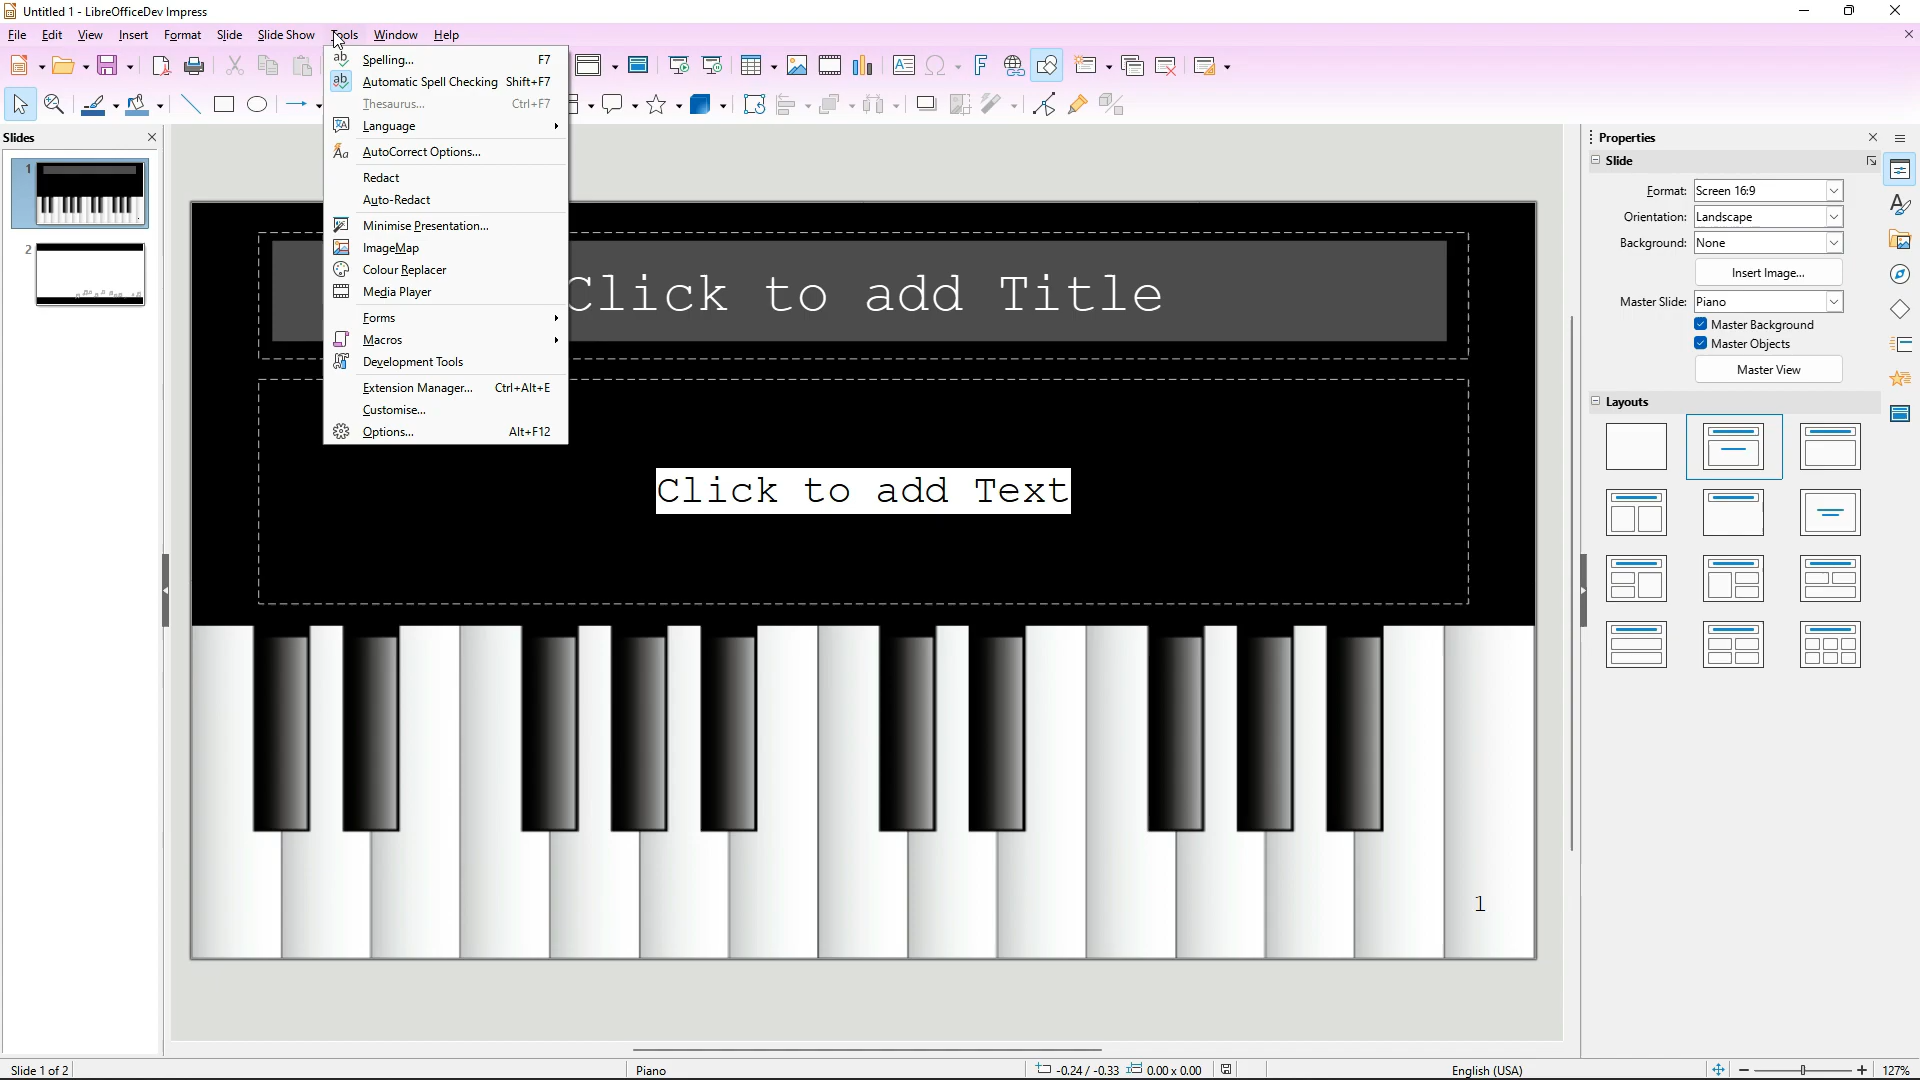 Untitled 1 - LibreOfficeDev Impress
File Edit View Insert Format Slide Slide Show Tools Window Help
Spelling... F7
Automatic Spell Checking Shift+F7
Thesaurus... Ctrl+F7
Language
AutoCorrect Options...
Redact
Auto-Redact
Minimise Presentation...
ImageMap
Colour Replacer
Media Player
Forms
Macros
Development Tools
Extension Manager... Ctrl+Alt+E
Customise...
Options... Alt+F12
Slides
1
2
Click to add Title
Click to add Text
1
Properties
Slide
Format: Screen 16:9
Orientation: Landscape
Background: None
Insert Image...
Master Slide: Piano
Master Background
Master Objects
Master View
Layouts
Slide 1 of 2
Piano
-0.24 / -0.33
0.00 x 0.00
English (USA)
127%